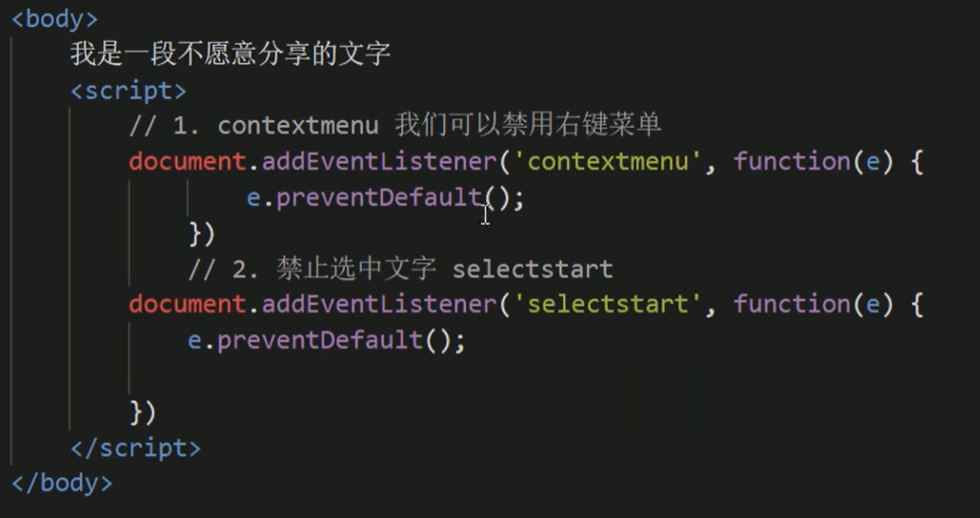 <body>
我是一段不愿意分享的文字
<script>
// 1. contextmenu 我们可以禁用右键菜单
document.addEventListener('contextmenu', function(e) {
e.preventDefault();
})
// 2. 禁止选中文字 selectstart
document.addEventListener('selectstart', function(e) {
e.preventDefault();
})
</script>
</body>